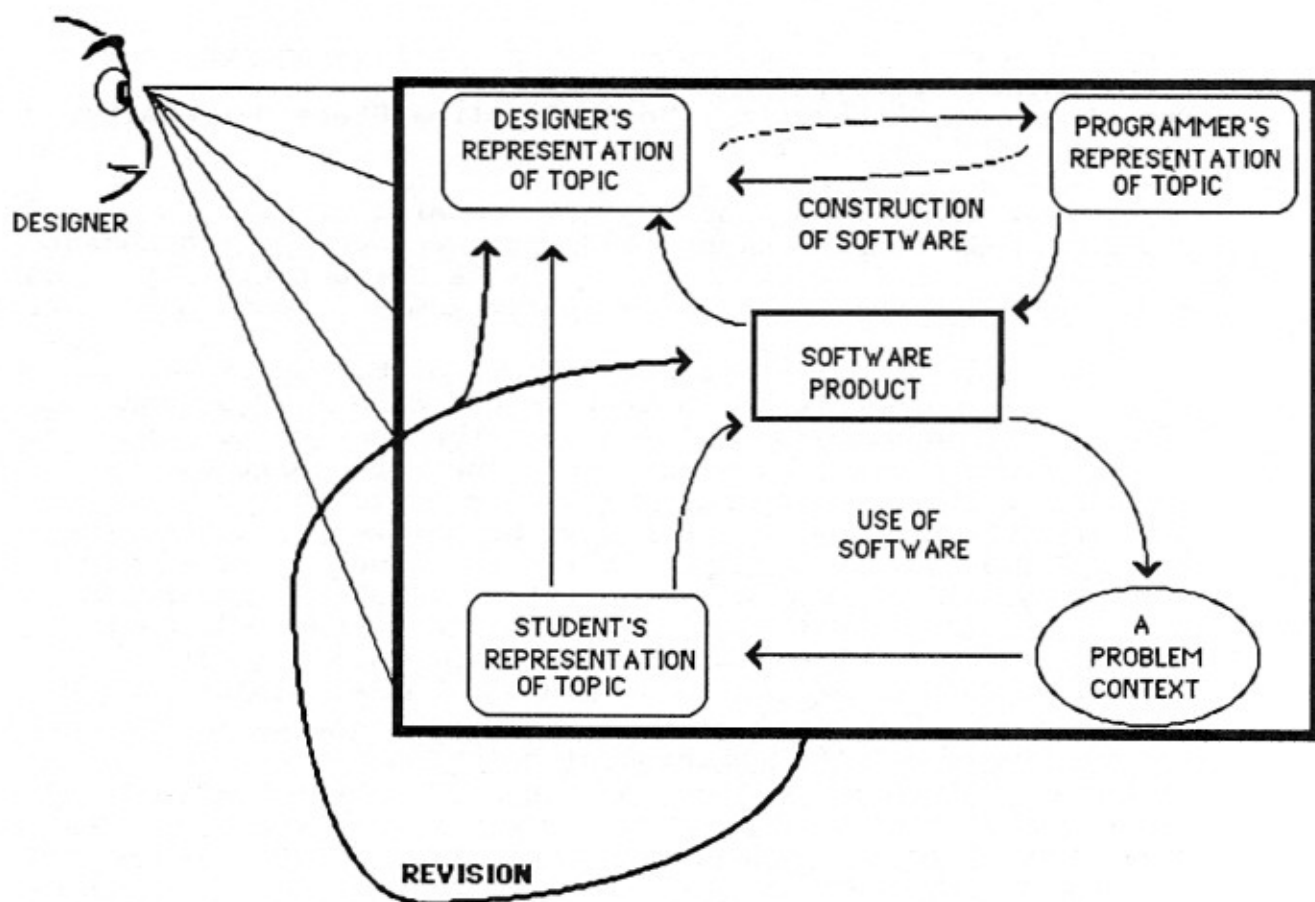 DESIGNER
DESIGNER'S
REPRESENTATION
OF TOPIC
PROGRAMMER'S
REPRESENTATION
OF TOPIC
CONSTRUCTION
OF SOFTWARE
SOFTWARE
PRODUCT
USE OF
SOFTWARE
STUDENT'S
REPRESENTATION
OF TOPIC
A
PROBLEM
CONTEXT
REVISION